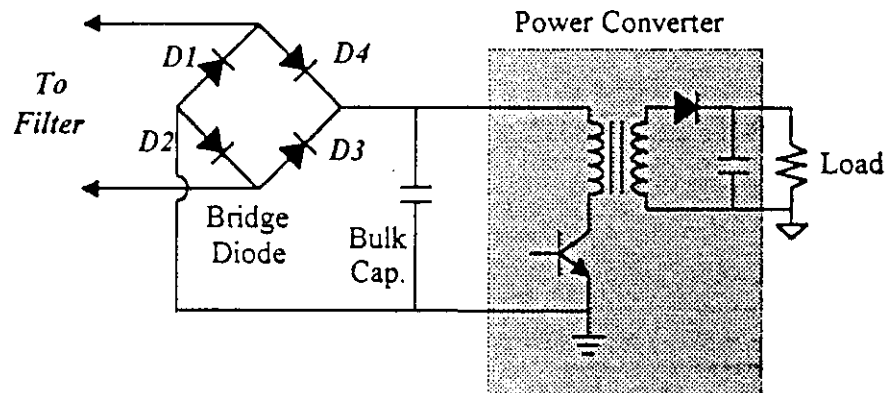 Power Converter
D1
D4
To
Filter
D2
D3
Load
Bridge
Diode
Bulk
Cap.